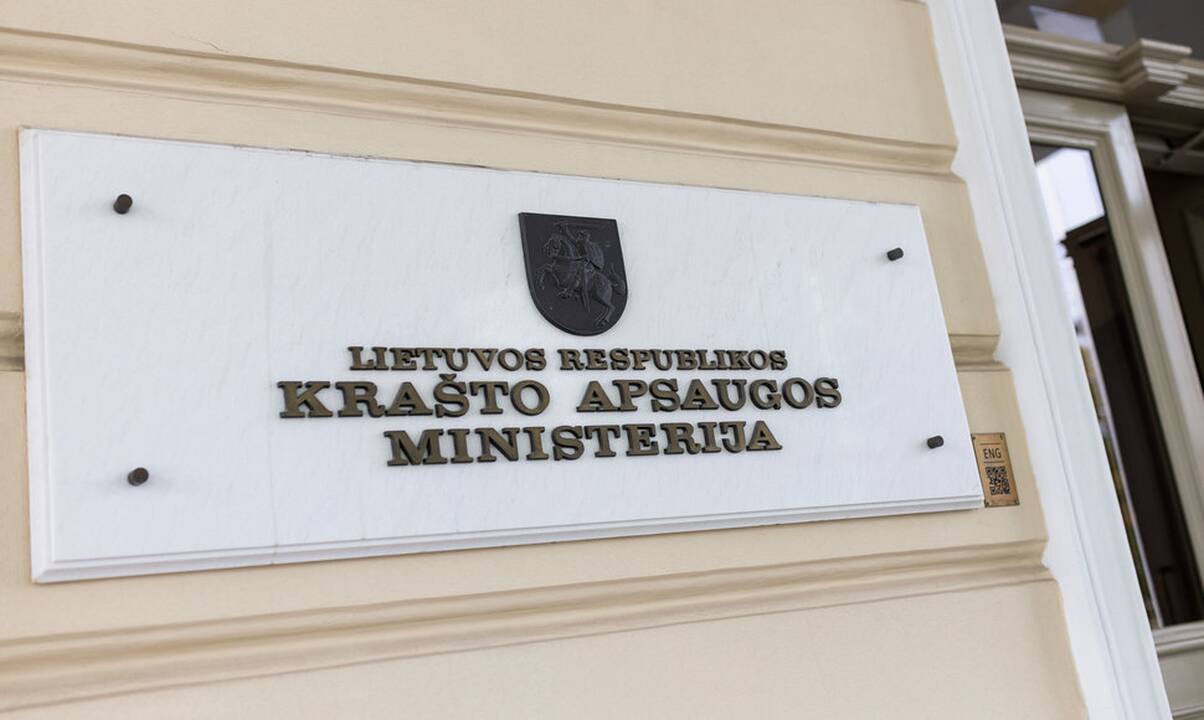 LIETUVOS RESPUBLIKOS
KRAŠTO APSAUGOS
MINISTERIJA
ENG